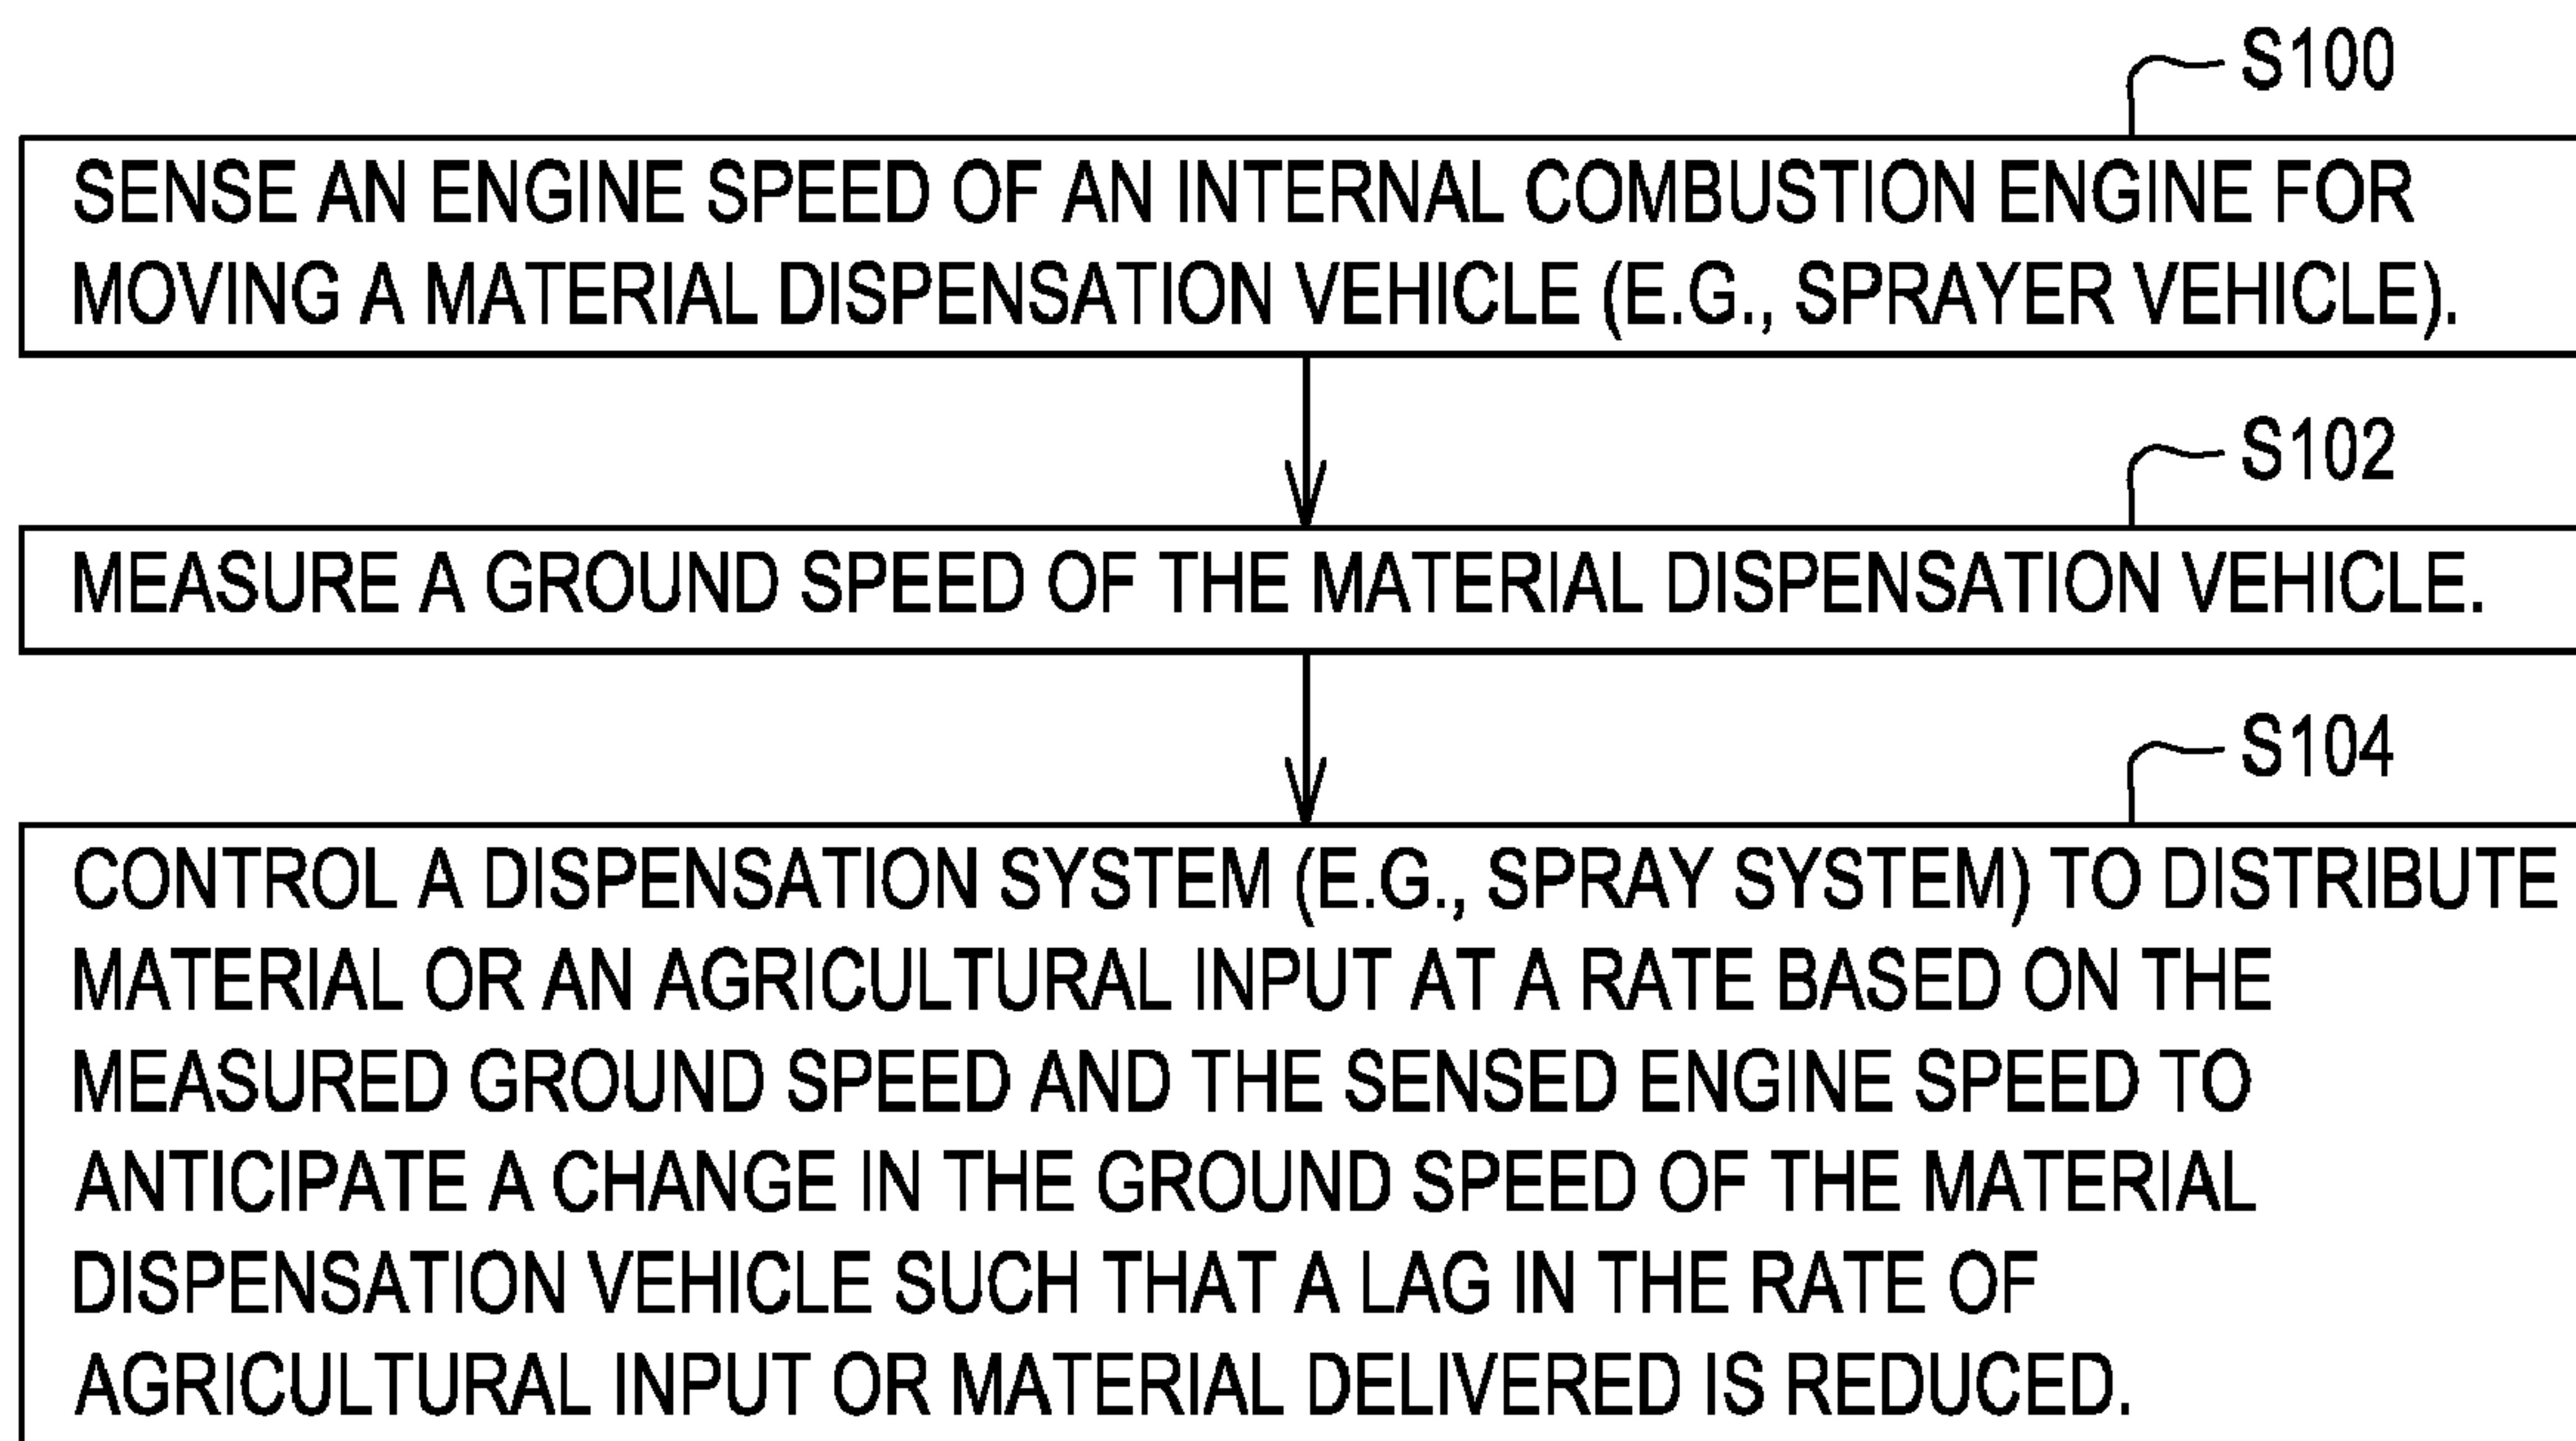 S100
SENSE AN ENGINE SPEED OF AN INTERNAL COMBUSTION ENGINE FOR
MOVING A MATERIAL DISPENSATION VEHICLE (E.G., SPRAYER VEHICLE).
S102
MEASURE A GROUND SPEED OF THE MATERIAL DISPENSATION VEHICLE.
S104
CONTROL A DISPENSATION SYSTEM (E.G., SPRAY SYSTEM) TO DISTRIBUTE
MATERIAL OR AN AGRICULTURAL INPUT AT A RATE BASED ON THE
MEASURED GROUND SPEED AND THE SENSED ENGINE SPEED TO
ANTICIPATE A CHANGE IN THE GROUND SPEED OF THE MATERIAL
DISPENSATION VEHICLE SUCH THAT A LAG IN THE RATE OF
AGRICULTURAL INPUT OR MATERIAL DELIVERED IS REDUCED.